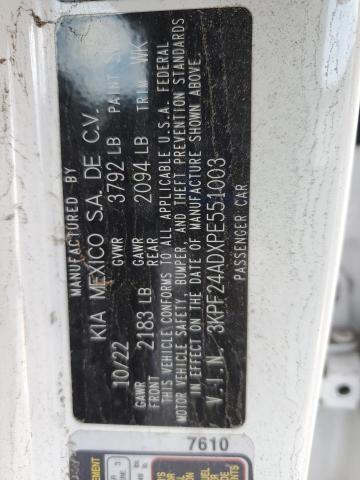 MANUFACTURED BY
KIA MEXICO S.A. DE C.V.
10/22 GVWR 3792 LB PAINT
GAWR FRONT 2183 LB GAWR REAR 2094 LB TRIM WK
THIS VEHICLE CONFORMS TO ALL APPLICABLE U.S.A. FEDERAL
MOTOR VEHICLE SAFETY, BUMPER, AND THEFT PREVENTION STANDARDS
IN EFFECT ON THE DATE OF MANUFACTURE SHOWN ABOVE.
V.I.N. 3KPF24ADXPE551003
PASSENGER CAR
7610